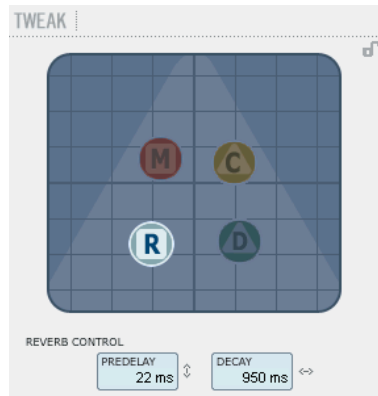 TWEAK
M
C
R
D
REVERB CONTROL
PREDELAY
22 ms
DECAY
950 ms